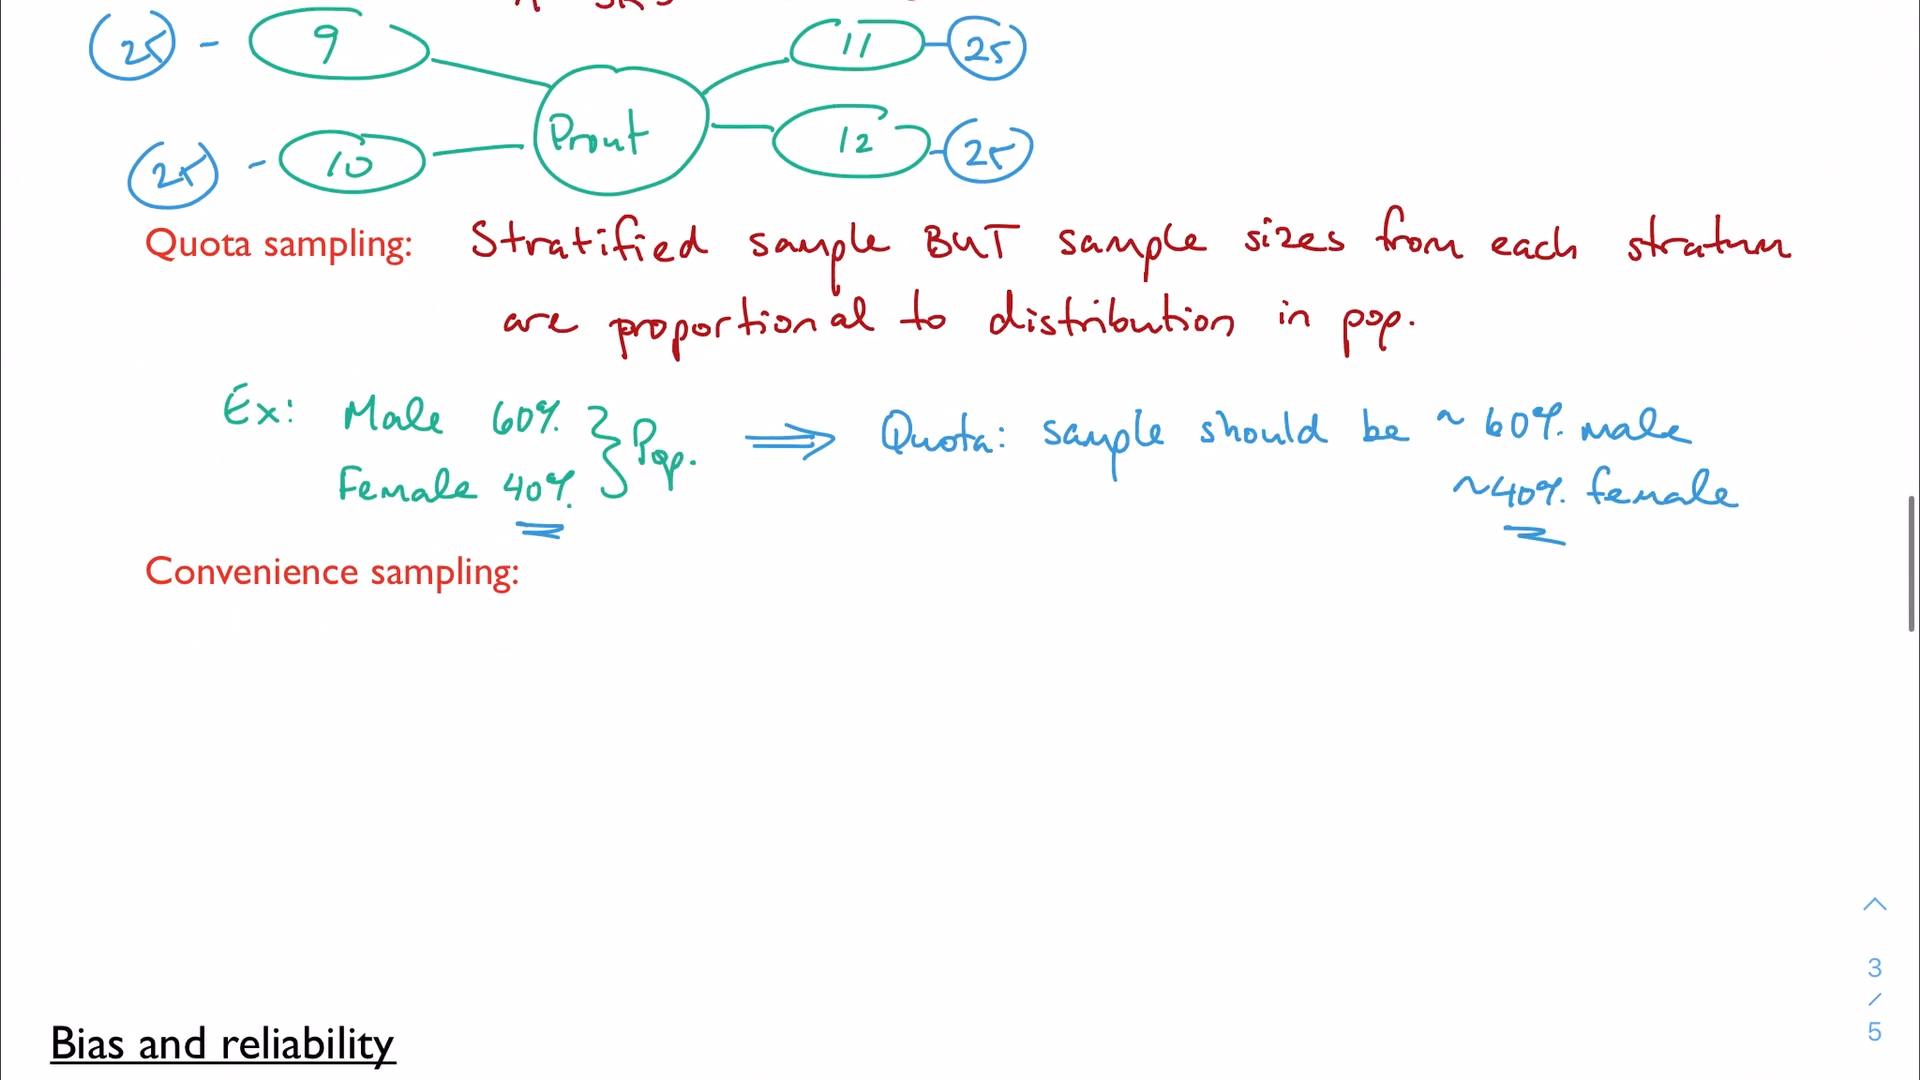 25 - 9
11 - 25
Prout
25 - 10
12 - 25
Quota sampling: Stratified sample BUT sample sizes from each stratum
are proportional to distribution in pop.
Ex: Male 60% } Pop. ⟹ Quota: sample should be ~ 60% male
Female 40%
~40% female
Convenience sampling:
Bias and reliability
3
/
5